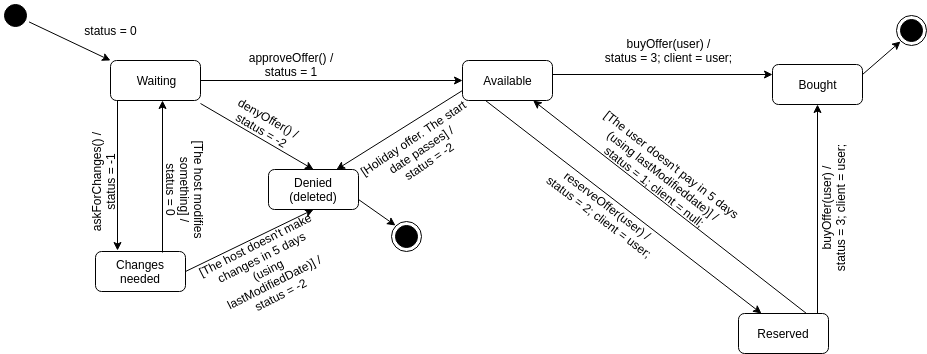 status = 0
Waiting
approveOffer() /
status = 1
Available
buyOffer(user) /
status = 3; client = user;
Bought
denyOffer() /
status = -2
[Holiday offer. The start
date passes] /
status = -2
[The user doesn't pay in 5 days
(using lastModifieddate)] /
status = 1; client = null;
askForChanges() /
status = -1
[The host modifies
something] /
status = 0
Denied
(deleted)
reserveOffer(user) /
status = 2; client = user;
buyOffer(user) /
status = 3; client = user;
Changes
needed
[The host doesn't make
changes in 5 days
(using
lastModifiedDate)] /
status = -2
Reserved